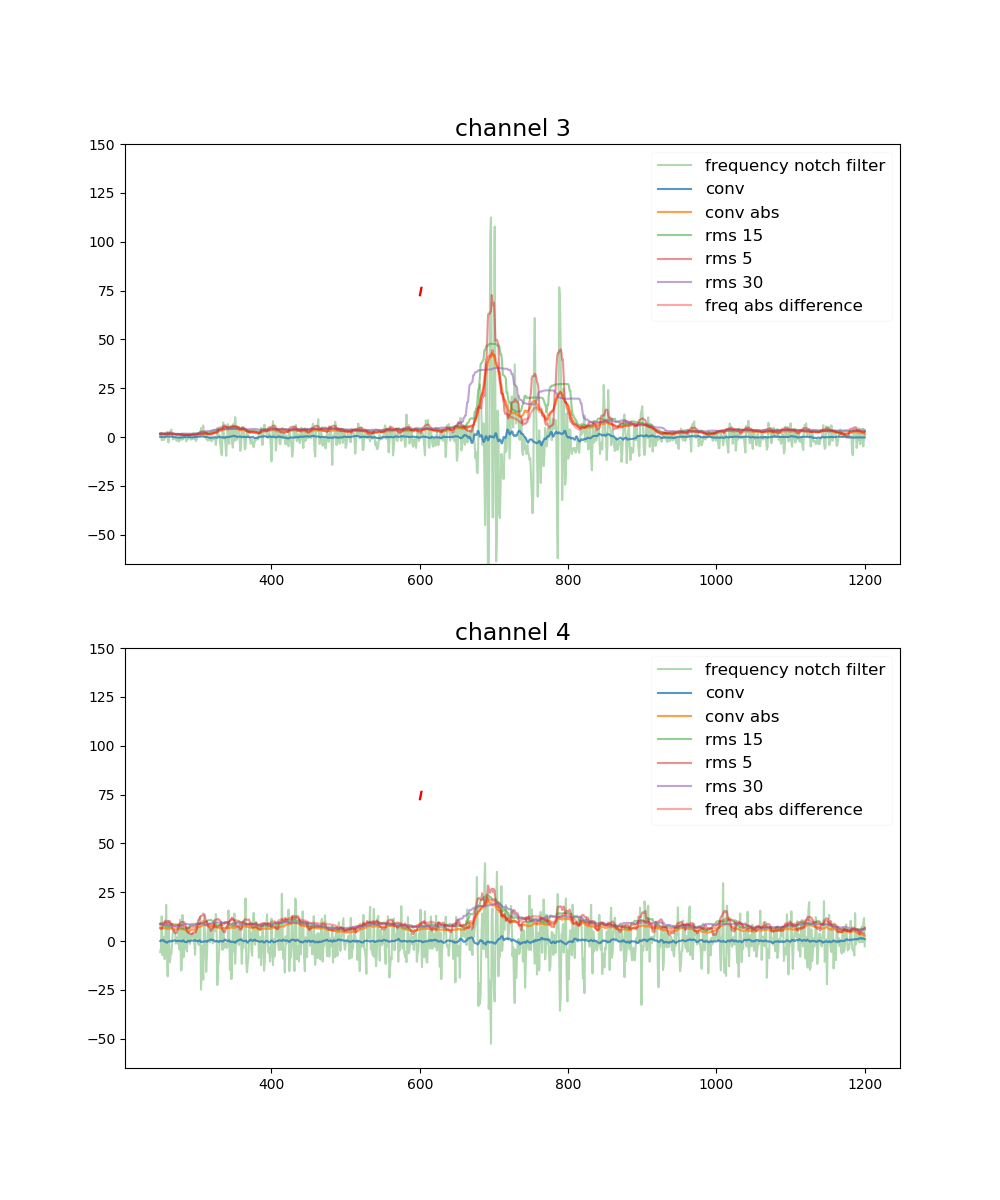 channel 3
150
125
100
75
50
25
0
−25
−50
400 600 800 1000 1200
frequency notch filter
conv
conv abs
rms 15
rms 5
rms 30
freq abs difference
channel 4
150
125
100
75
50
25
0
−25
−50
400 600 800 1000 1200
frequency notch filter
conv
conv abs
rms 15
rms 5
rms 30
freq abs difference